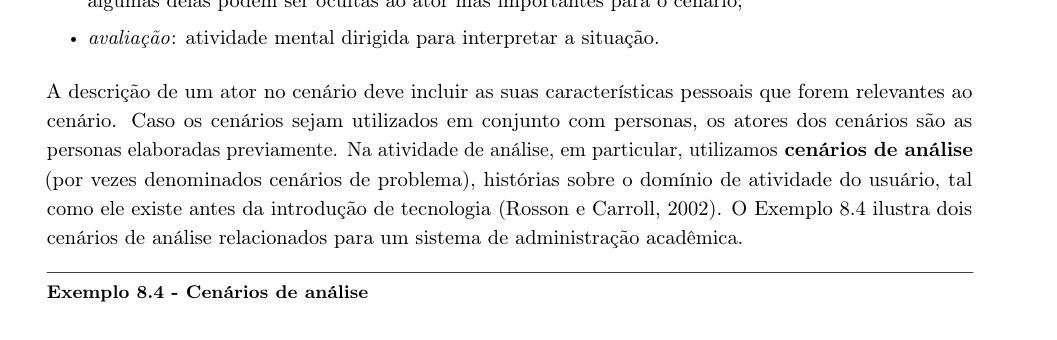 algumas delas podem ser ocultas ao ator mas importantes para o cenário;
• avaliação: atividade mental dirigida para interpretar a situação.
A descrição de um ator no cenário deve incluir as suas características pessoais que forem relevantes ao
cenário. Caso os cenários sejam utilizados em conjunto com personas, os atores dos cenários são as
personas elaboradas previamente. Na atividade de análise, em particular, utilizamos cenários de análise
(por vezes denominados cenários de problema), histórias sobre o domínio de atividade do usuário, tal
como ele existe antes da introdução de tecnologia (Rosson e Carroll, 2002). O Exemplo 8.4 ilustra dois
cenários de análise relacionados para um sistema de administração acadêmica.
Exemplo 8.4 - Cenários de análise